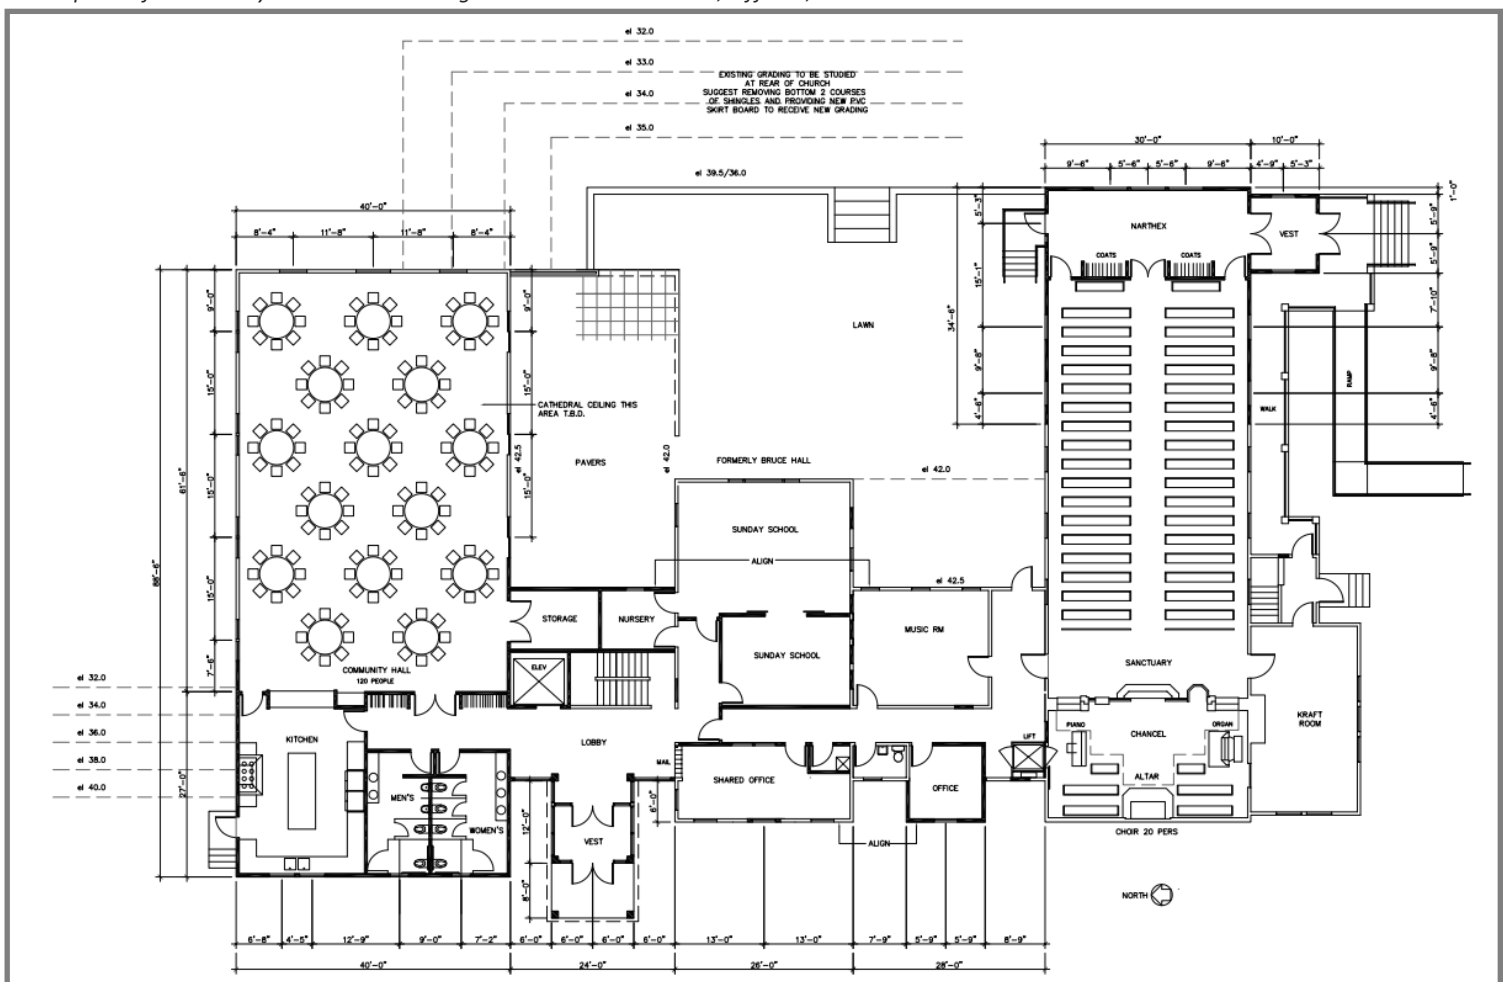 el 32.0
el 33.0
EXISTING GRADING TO BE STUDIED
AT REAR OF CHURCH
el 34.0
SUGGEST REMOVING BOTTOM 2 COURSES
OF SHINGLES AND PROVIDING NEW PVC
SKIRT BOARD TO RECEIVE NEW GRADING
el 35.0
30'-0"
10'-0"
9'-6"
5'-6"
5'-6"
9'-6"
4'-9"
5'-3"
el 39.5/36.0
1'-0"
40'-0"
8'-4"
11'-8"
11'-8"
8'-4"
5'-3"
NARTHEX
VEST
5'-9"
5'-9"
COATS
COATS
9'-0"
9'-0"
15'-1"
34'-6"
7'-10"
LAWN
15'-0"
15'-0"
9'-8"
9'-8"
RAMP
CATHEDRAL CEILING THIS
AREA T.B.D.
4'-6"
WALK
4'-6"
el 42.5
PAVERS
el 42.0
FORMERLY BRUCE HALL
el 42.0
61'-6"
15'-0"
15'-0"
SUNDAY SCHOOL
88'-6"
ALIGN
el 42.5
15'-0"
STORAGE
NURSERY
MUSIC RM
SUNDAY SCHOOL
7'-6"
COMMUNITY HALL
120 PEOPLE
ELEV
SANCTUARY
el 32.0
el 34.0
KRAFT
ROOM
PIANO
ORGAN
el 36.0
KITCHEN
LOBBY
CHANCEL
LIFT
el 38.0
MAIL
SHARED OFFICE
ALTAR
el 40.0
27'-0"
MEN'S
OFFICE
6'-0"
WOMEN'S
12'-0"
VEST
CHOIR 20 PERS
ALIGN
8'-0"
NORTH
6'-8"
4'-5"
12'-9"
9'-0"
7'-2"
6'-0"
6'-0"
6'-0"
6'-0"
13'-0"
13'-0"
7'-9"
5'-9"
5'-9"
8'-9"
40'-0"
24'-0"
26'-0"
28'-0"